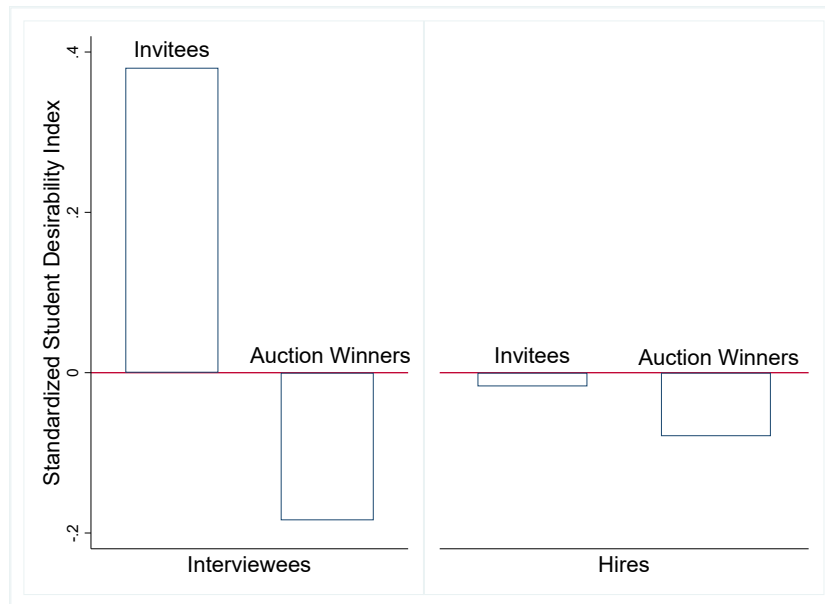 Standardized Student Desirability Index
.4
.2
0
-.2
Invitees
Auction Winners
Interviewees
Invitees
Auction Winners
Hires